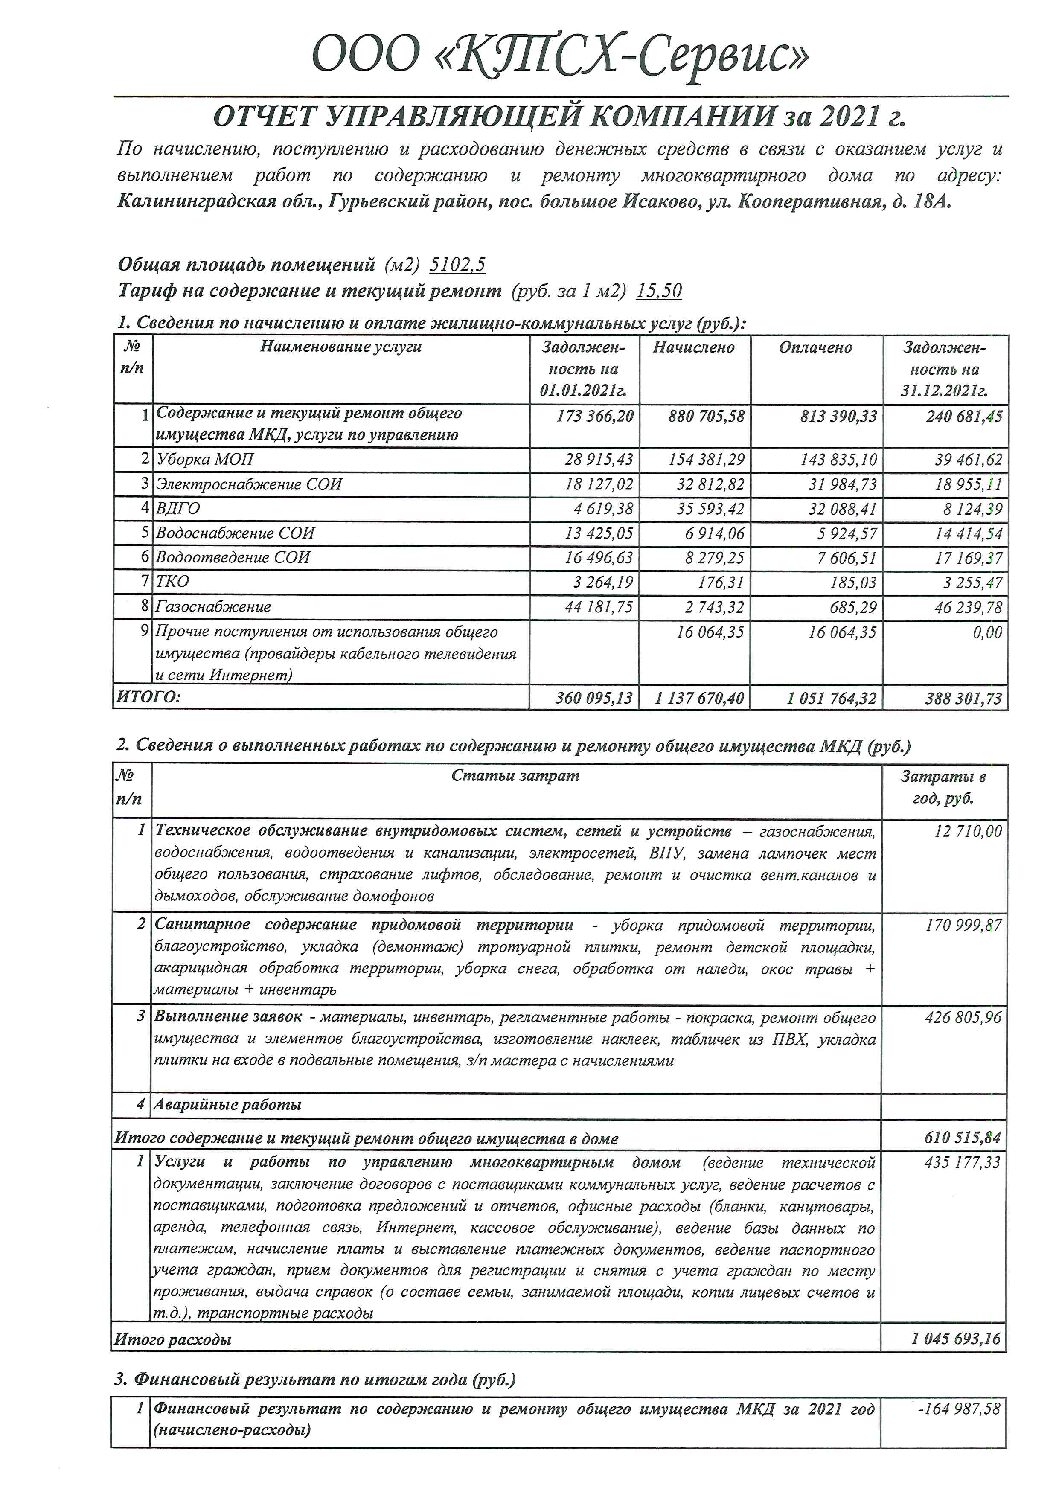 ООО «КТСХ-Сервис»
ОТЧЕТ УПРАВЛЯЮЩЕЙ КОМПАНИИ за 2021 г.
По начислению, поступлению и расходованию денежных средств в связи с оказанием услуг и
выполнением работ по содержанию и ремонту многоквартирного дома по адресу:
Калининградская обл., Гурьевский район, пос. большое Исаково, ул. Кооперативная, д. 18А.
Общая площадь помещений (м2) 5102,5
Тариф на содержание и текущий ремонт (руб. за 1 м2) 15,50
1. Сведения по начислению и оплате жилищно-коммунальных услуг (руб.):
№ Наименование услуги Задолжен- Начислено Оплачено Задолжен-
п/п ность на ность на
01.01.2021г. 31.12.2021г.
1 Содержание и текущий ремонт общего 173 366,20 880 705,58 813 390,33 240 681,45
имущества МКД, услуги по управлению
2 Уборка МОП 28 915,43 154 381,29 143 835,10 39 461,62
3 Электроснабжение СОИ 18 127,02 32 812,82 31 984,73 18 955,11
4 ВДГО 4 619,38 35 593,42 32 088,41 8 124,39
5 Водоснабжение СОИ 13 425,05 6 914,06 5 924,57 14 414,54
6 Водоотведение СОИ 16 496,63 8 279,25 7 606,51 17 169,37
7 ТКО 3 264,19 176,31 185,03 3 255,47
8 Газоснабжение 44 181,75 2 743,32 685,29 46 239,78
9 Прочие поступления от использования общего 16 064,35 16 064,35 0,00
имущества (провайдеры кабельного телевидения
и сети Интернет)
ИТОГО: 360 095,13 1 137 670,40 1 051 764,32 388 301,73
2. Сведения о выполненных работах по содержанию и ремонту общего имущества МКД (руб.)
№ Статьи затрат Затраты в
п/п год, руб.
1 Техническое обслуживание внутридомовых систем, сетей и устройств – газоснабжения, 12 710,00
водоснабжения, водоотведения и канализации, электросетей, ВПУ, замена лампочек мест
общего пользования, страхование лифтов, обследование, ремонт и очистка вент.каналов и
дымоходов, обслуживание домофонов
2 Санитарное содержание придомовой территории - уборка придомовой территории, 170 999,87
благоустройство, укладка (демонтаж) тротуарной плитки, ремонт детской площадки,
акарицидная обработка территории, уборка снега, обработка от наледи, окос травы +
материалы + инвентарь
3 Выполнение заявок - материалы, инвентарь, регламентные работы - покраска, ремонт общего 426 805,96
имущества и элементов благоустройства, изготовление наклеек, табличек из ПВХ, укладка
плитки на входе в подвальные помещения, з/п мастера с начислениями
4 Аварийные работы
Итого содержание и текущий ремонт общего имущества в доме 610 515,84
1 Услуги и работы по управлению многоквартирным домом (ведение технической 435 177,33
документации, заключение договоров с поставщиками коммунальных услуг, ведение расчетов с
поставщиками, подготовка предложений и отчетов, офисные расходы (бланки, канцтовары,
аренда, телефонная связь, Интернет, кассовое обслуживание), ведение базы данных по
платежам, начисление платы и выставление платежных документов, ведение паспортного
учета граждан, прием документов для регистрации и снятия с учета граждан по месту
проживания, выдача справок (о составе семьи, занимаемой площади, копии лицевых счетов и
т.д.), транспортные расходы
Итого расходы 1 045 693,16
3. Финансовый результат по итогам года (руб.)
1 Финансовый результат по содержанию и ремонту общего имущества МКД за 2021 год -164 987,58
(начислено-расходы)